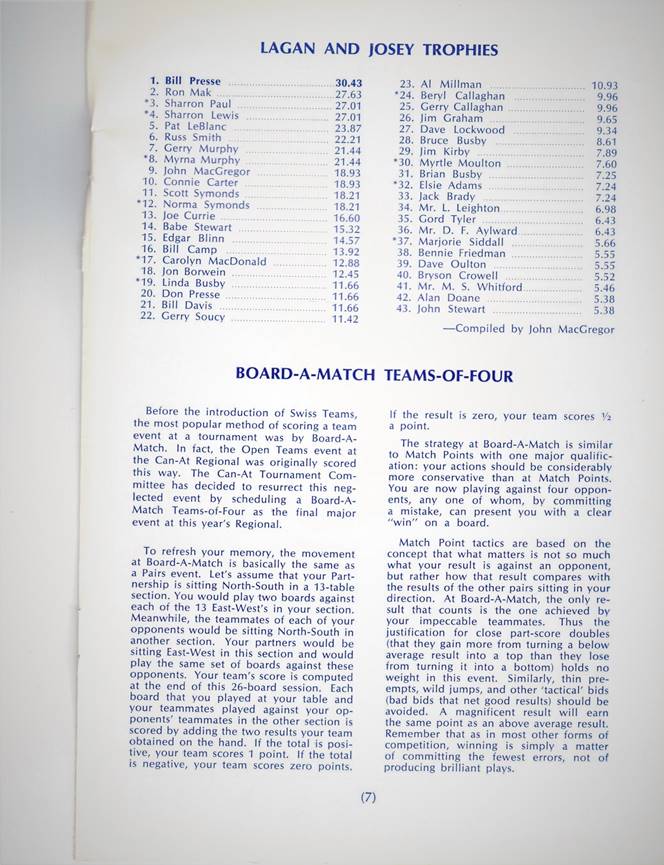 LAGAN AND JOSEY TROPHIES
1. Bill Presse 30.43
2. Ron Mak 27.63
*3. Sharron Paul 27.01
*4. Sharron Lewis 27.01
5. Pat LeBlanc 23.87
6. Russ Smith 22.21
7. Gerry Murphy 21.44
*8. Myrna Murphy 21.44
9. John MacGregor 18.93
10. Connie Carter 18.93
11. Scott Symonds 18.21
*12. Norma Symonds 18.21
13. Joe Currie 16.60
14. Babe Stewart 15.32
15. Edgar Blinn 14.57
16. Bill Camp 13.92
*17. Carolyn MacDonald 12.88
18. Jon Borwein 12.45
*19. Linda Busby 11.66
20. Don Presse 11.66
21. Bill Davis 11.66
22. Gerry Soucy 11.42
23. Al Millman 10.93
*24. Beryl Callaghan 9.96
25. Gerry Callaghan 9.96
26. Jim Graham 9.65
27. Dave Lockwood 9.34
28. Bruce Busby 8.61
29. Jim Kirby 7.89
*30. Myrtle Moulton 7.60
31. Brian Busby 7.25
*32. Elsie Adams 7.24
33. Jack Brady 7.24
34. Mr. L. Leighton 6.98
35. Gord Tyler 6.43
36. Mr. D. F. Aylward 6.43
*37. Marjorie Siddall 5.66
38. Bennie Friedman 5.55
39. Dave Oulton 5.55
40. Bryson Crowell 5.52
41. Mr. M. S. Whitford 5.46
42. Alan Doane 5.38
43. John Stewart 5.38
—Compiled by John MacGregor
BOARD-A-MATCH TEAMS-OF-FOUR
Before the introduction of Swiss Teams,
the most popular method of scoring a team
event at a tournament was by Board-A-
Match. In fact, the Open Teams event at
the Can-At Regional was originally scored
this way. The Can-At Tournament Com-
mittee has decided to resurrect this neg-
lected event by scheduling a Board-A-
Match Teams-of-Four as the final major
event at this year's Regional.
To refresh your memory, the movement
at Board-A-Match is basically the same as
a Pairs event. Let's assume that your Part-
nership is sitting North-South in a 13-table
section. You would play two boards against
each of the 13 East-West's in your section.
Meanwhile, the teammates of each of your
opponents would be sitting North-South in
another section. Your partners would be
sitting East-West in this section and would
play the same set of boards against these
opponents. Your team's score is computed
at the end of this 26-board session. Each
board that you played at your table and
your teammates played against your op-
ponents' teammates in the other section is
scored by adding the two results your team
obtained on the hand. If the total is posi-
tive, your team scores 1 point. If the total
is negative, your team scores zero points.
If the result is zero, your team scores ½
a point.
The strategy at Board-A-Match is similar
to Match Points with one major qualific-
ation: your actions should be considerably
more conservative than at Match Points.
You are now playing against four oppon-
ents, any one of whom, by committing
a mistake, can present you with a clear
"win" on a board.
Match Point tactics are based on the
concept that what matters is not so much
what your result is against an opponent,
but rather how that result compares with
the results of the other pairs sitting in your
direction. At Board-A-Match, the only re-
sult that counts is the one achieved by
your impeccable teammates. Thus the
justification for close part-score doubles
(that they gain more from turning a below
average result into a top than they lose
from turning it into a bottom) holds no
weight in this event. Similarly, thin pre-
empts, wild jumps, and other 'tactical' bids
(bad bids that net good results) should be
avoided. A magnificent result will earn
the same point as an above average result.
Remember that as in most other forms of
competition, winning is simply a matter
of committing the fewest errors, not of
producing brilliant plays.
(7)